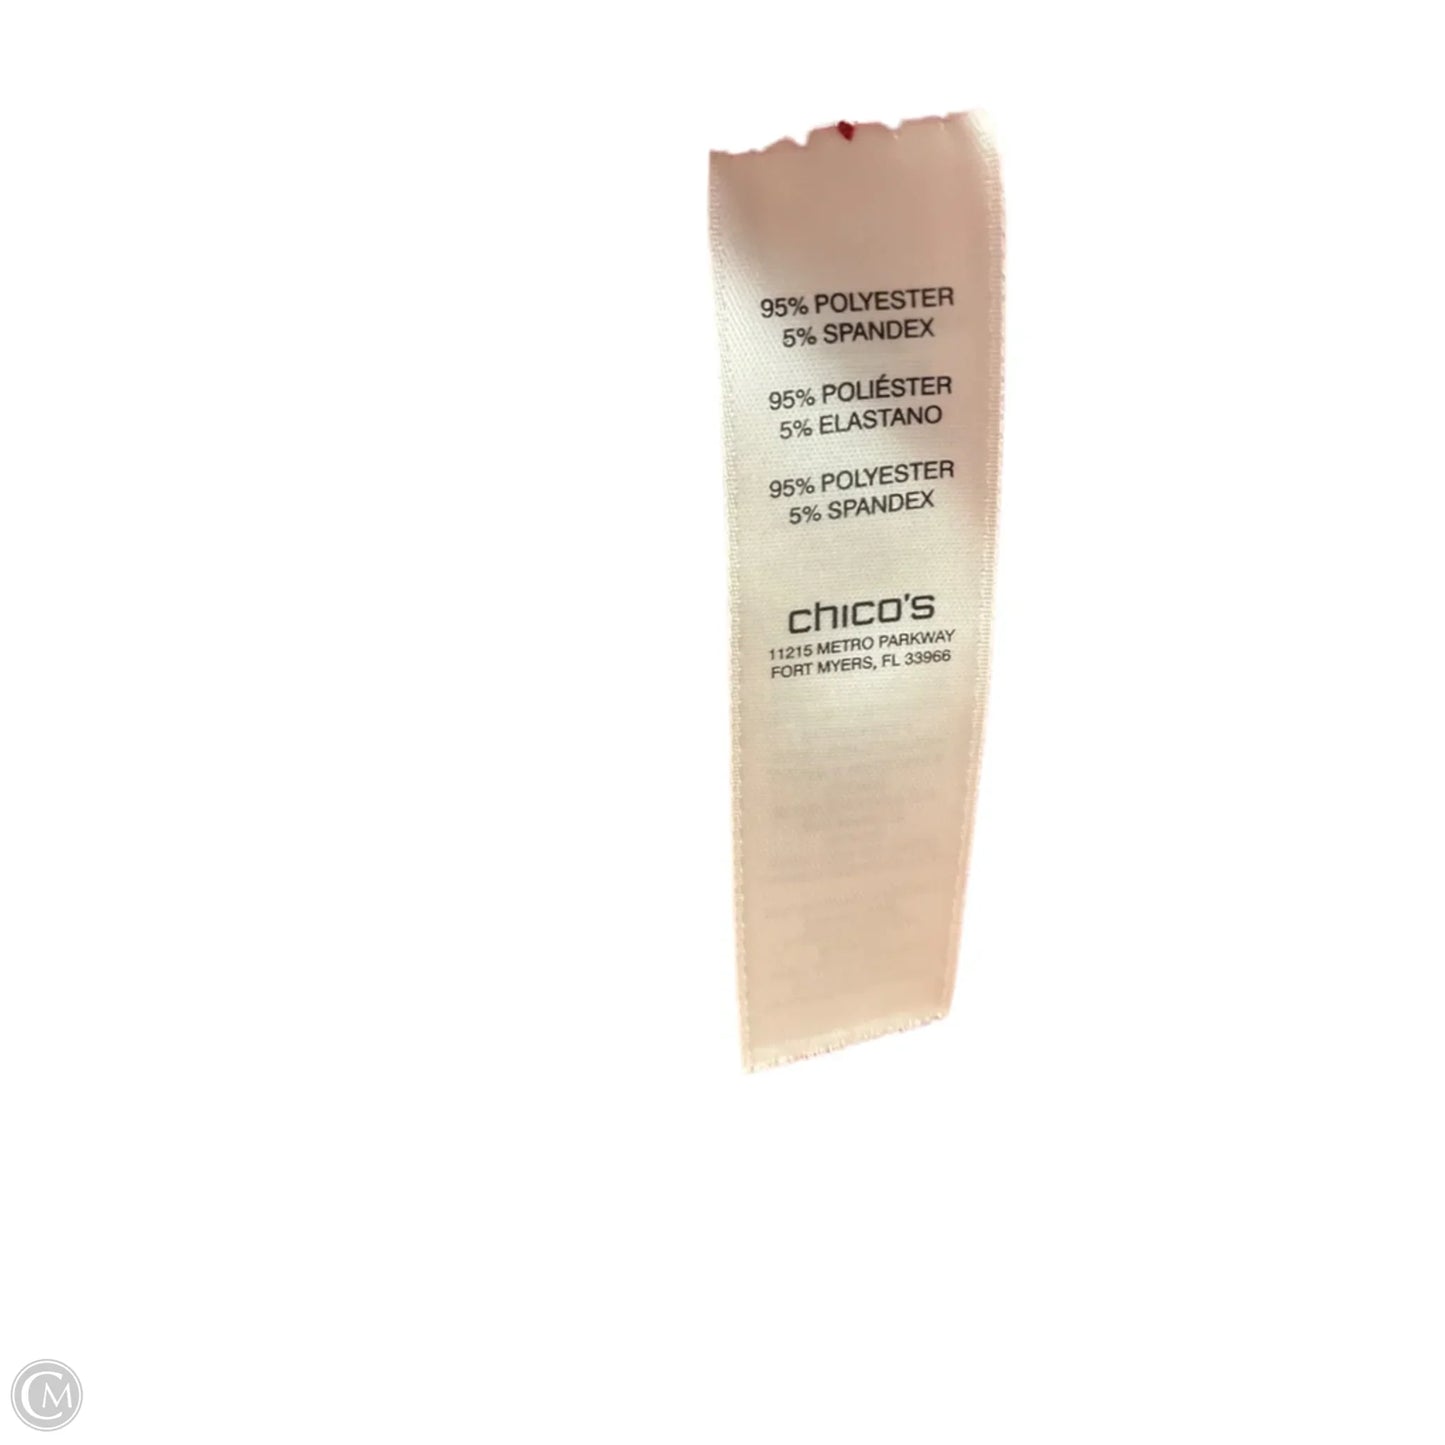 95% POLYESTER
5% SPANDEX
95% POLIÉSTER
5% ELASTANO
95% POLYESTER
5% SPANDEX
chico's
11215 METRO PARKWAY
FORT MYERS, FL 33966
CM